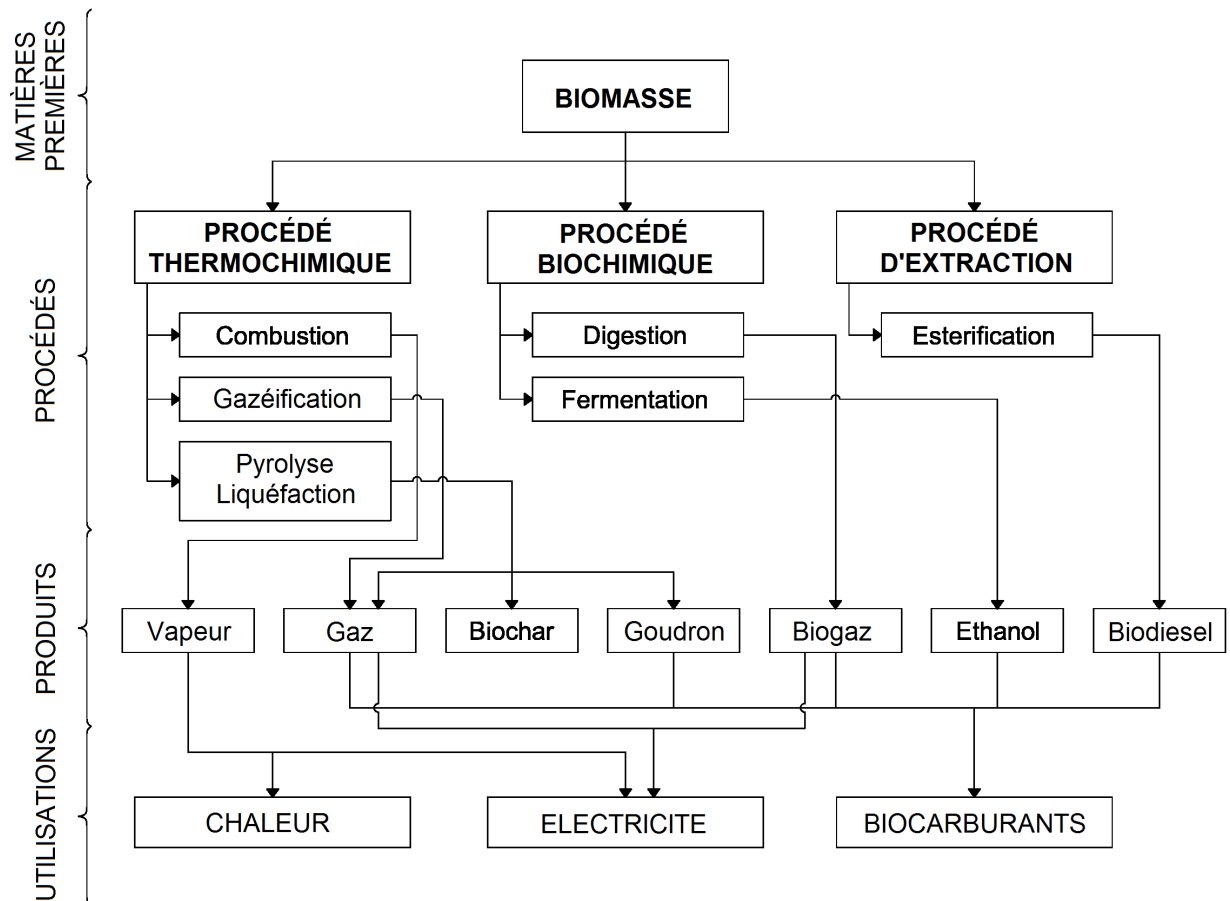 MATIÈRES
PREMIÈRES
BIOMASSE
PROCÉDÉS
PROCÉDÉ
THERMOCHIMIQUE
PROCÉDÉ
BIOCHIMIQUE
PROCÉDÉ
D'EXTRACTION
Combustion
Digestion
Esterification
Gazéification
Fermentation
Pyrolyse
Liquéfaction
PRODUITS
Vapeur
Gaz
Biochar
Goudron
Biogaz
Ethanol
Biodiesel
UTILISATIONS
CHALEUR
ELECTRICITE
BIOCARBURANTS